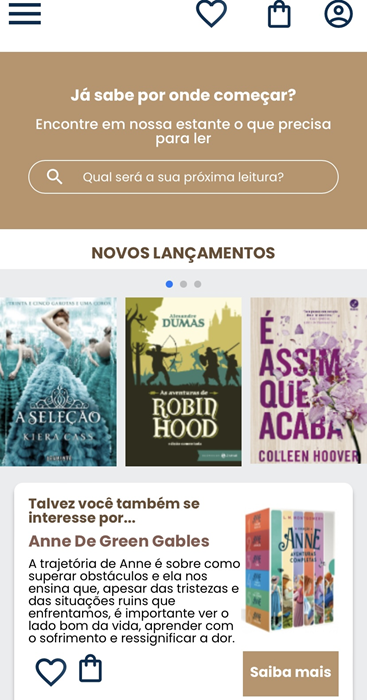 Já sabe por onde começar?
Encontre em nossa estante o que precisa
para ler
Qual será a sua próxima leitura?
NOVOS LANÇAMENTOS
A SELEÇÃO
KIERA CASS
Alexandre
DUMAS
As aventuras de
ROBIN
HOOD
É
ASSIM
QUE
ACABA
COLLEEN HOOVER
Talvez você também se
interesse por...
Anne De Green Gables
A trajetória de Anne é sobre como
superar obstáculos e ela nos
ensina que, apesar das tristezas e
das situações ruins que
enfrentamos, é importante ver o
lado bom da vida, aprender com
o sofrimento e ressignificar a dor.
ANNE
Saiba mais